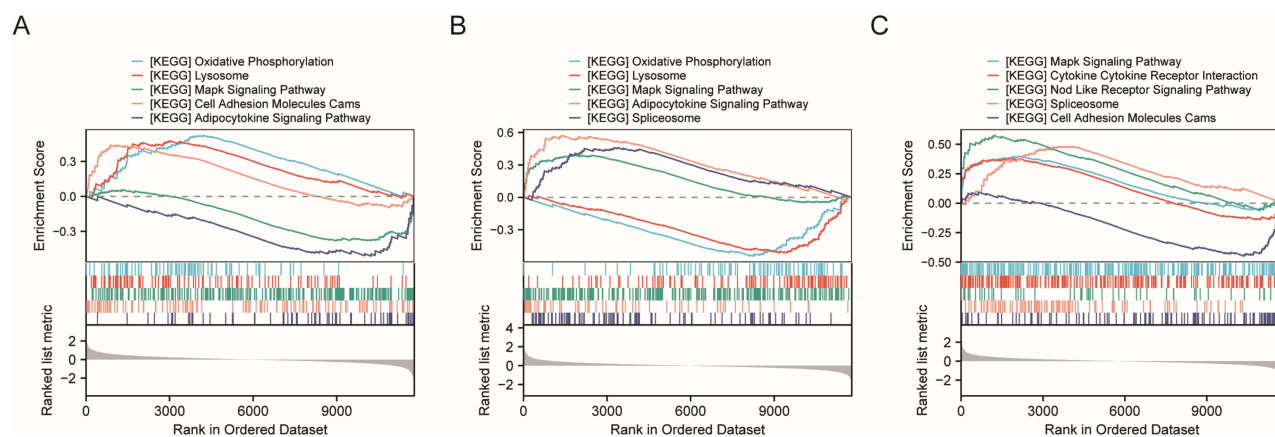 A
[KEGG] Oxidative Phosphorylation
[KEGG] Lysosome
[KEGG] Mapk Signaling Pathway
[KEGG] Cell Adhesion Molecules Cams
[KEGG] Adipocytokine Signaling Pathway
Enrichment Score
0.3
0.0
−0.3
Ranked list metric
2
0
−2
0 3000 6000 9000
Rank in Ordered Dataset
B
[KEGG] Oxidative Phosphorylation
[KEGG] Lysosome
[KEGG] Mapk Signaling Pathway
[KEGG] Adipocytokine Signaling Pathway
[KEGG] Spliceosome
Enrichment Score
0.6
0.3
0.0
−0.3
Ranked list metric
4
2
0
−2
0 3000 6000 9000
Rank in Ordered Dataset
C
[KEGG] Mapk Signaling Pathway
[KEGG] Cytokine Cytokine Receptor Interaction
[KEGG] Nod Like Receptor Signaling Pathway
[KEGG] Spliceosome
[KEGG] Cell Adhesion Molecules Cams
Enrichment Score
0.50
0.25
0.00
−0.25
−0.50
Ranked list metric
2
0
−2
0 3000 6000 9000
Rank in Ordered Dataset